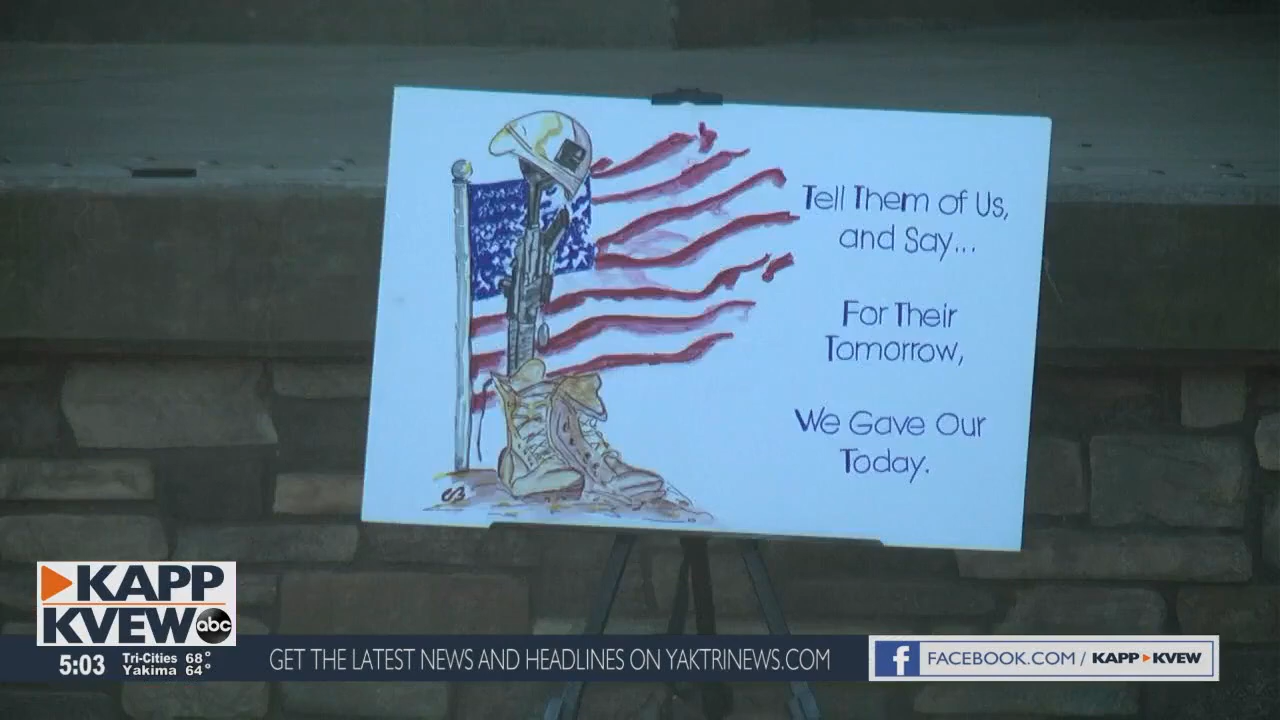 Tell Them of Us,
and Say...
For Their
Tomorrow,
We Gave Our
Today.
CB
KAPP
KVEW abc
5:03 Tri-Cities 68° GET THE LATEST NEWS AND HEADLINES ON YAKTRINEWS.COM f FACEBOOK.COM / KAPP KVEW
Yakima 64°